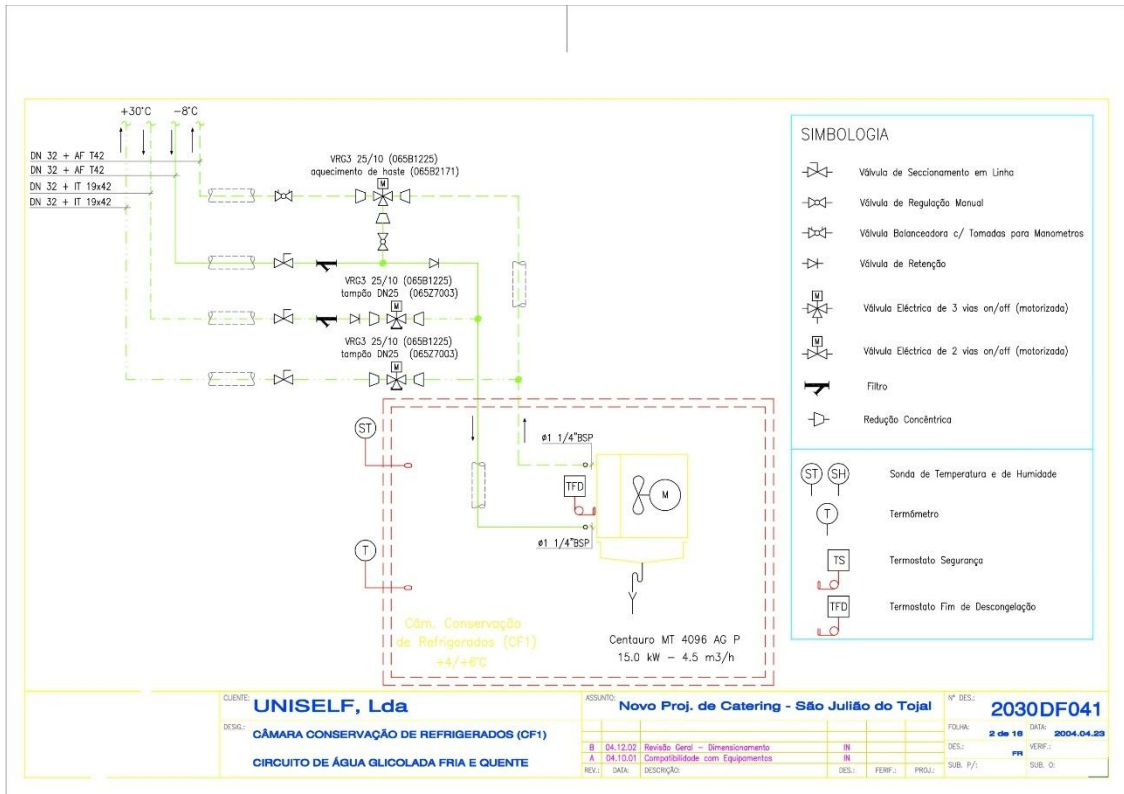 +30°C
-8°C
DN 32 + AF T42
DN 32 + AF T42
DN 32 + IT 19x42
DN 32 + IT 19x42
VRG3 25/10 (065B1225)
aquecimento de haste (065B2171)
M
VRG3 25/10 (065B1225)
tampão DN25 (065Z7003)
M
VRG3 25/10 (065B1225)
tampão DN25 (065Z7003)
M
ST
T
ø1 1/4"BSP
TFD
M
ø1 1/4"BSP
Câm. Conservação
de Refrigerados (CF1)
+4/+6°C
Centauro MT 4096 AG P
15.0 kW - 4.5 m3/h
SIMBOLOGIA
Válvula de Seccionamento em Linha
Válvula de Regulação Manual
Válvula Balanceadora c/ Tomadas para Manometros
Válvula de Retenção
M
Válvula Eléctrica de 3 vias on/off (motorizada)
M
Válvula Eléctrica de 2 vias on/off (motorizada)
Filtro
Redução Concêntrica
ST SH Sonda de Temperatura e de Humidade
T Termómetro
TS Termostato Segurança
TFD Termostato Fim de Descongelação
CLIENTE: UNISELF, Lda
DESIG.: CÂMARA CONSERVAÇÃO DE REFRIGERADOS (CF1)
CIRCUITO DE ÁGUA GLICOLADA FRIA E QUENTE
ASSUNTO: Novo Proj. de Catering - São Julião do Tojal
B 04.12.02 Revisão Geral - Dimensionamento IN
A 04.10.01 Compatibilidade com Equipamentos IN
REV.: DATA: DESCRIÇÃO: DES.: FERIF.: PROJ.:
Nº DES.: 2030DF041
FOLHA: 2 de 16 DATA: 2004.04.23
DES.: FR VERIF.:
SUB. P/: SUB. O: